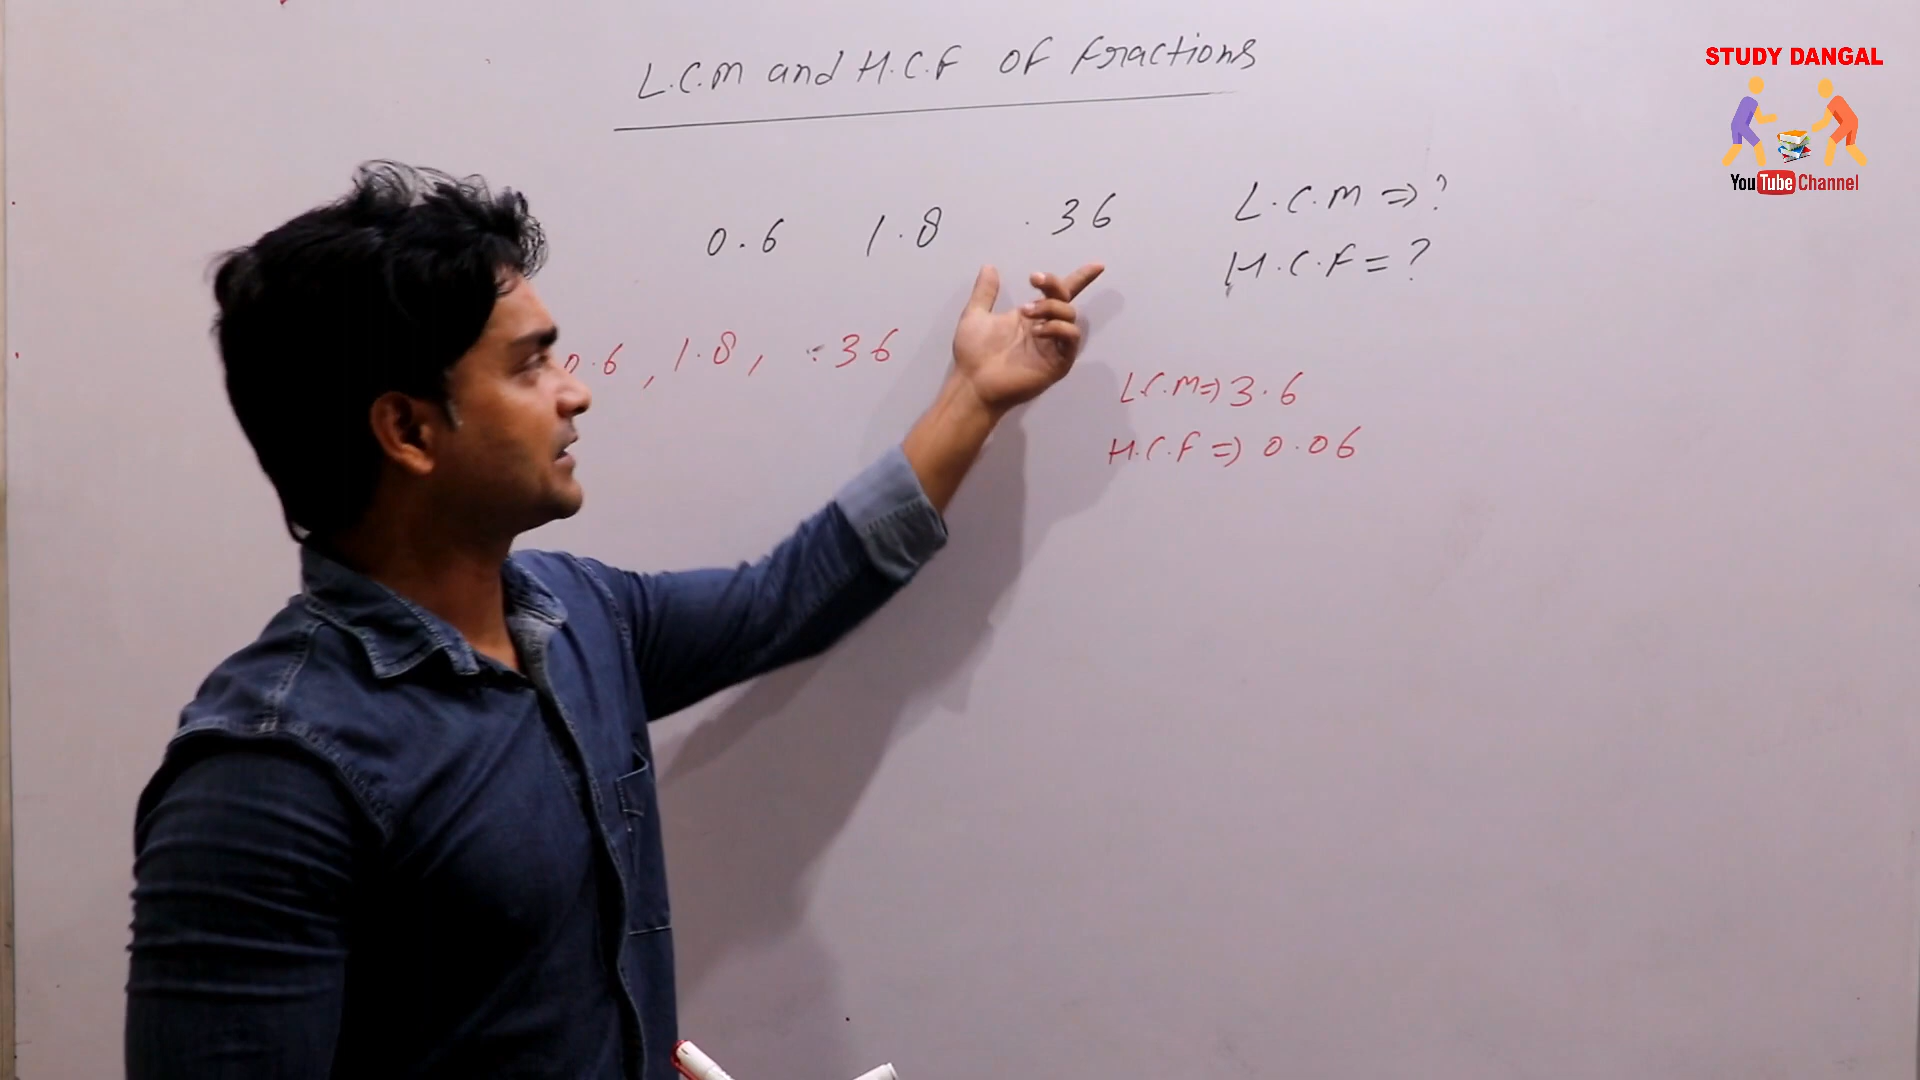 L.C.M and H.C.F OF fractions
STUDY DANGAL
YouTube Channel
0.6 1.8 .36
L.C.M => ?
H.C.F = ?
0.6, 1.8, .36
L.C.M => 3.6
H.C.F => 0.06